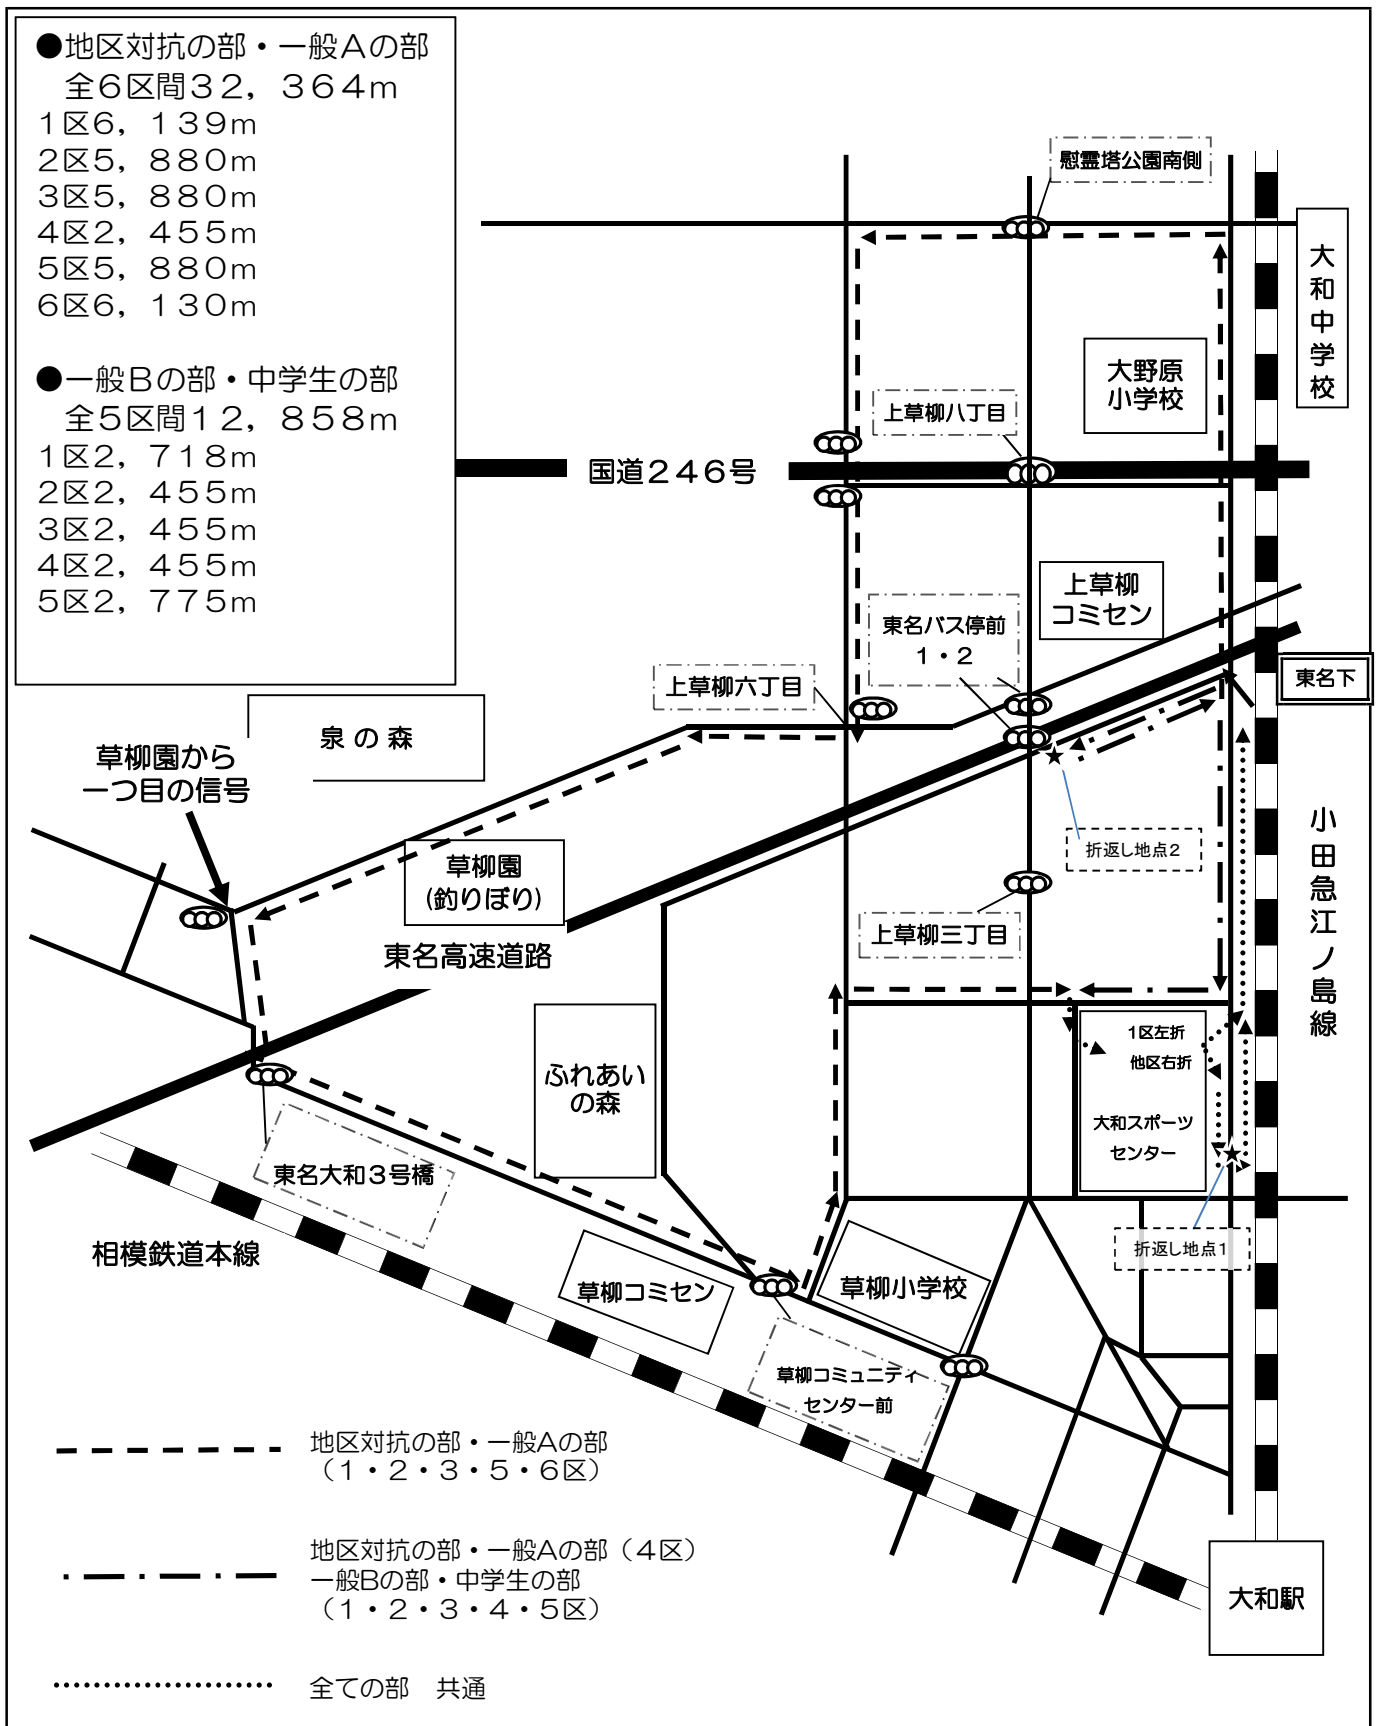 ●地区対抗の部・一般Aの部
全6区間32，364m
1区6，139m
2区5，880m
3区5，880m
4区2，455m
5区5，880m
6区6，130m
●一般Bの部・中学生の部
全5区間12，858m
1区2，718m
2区2，455m
3区2，455m
4区2，455m
5区2，775m
慰霊塔公園南側
大和中学校
大野原
小学校
上草柳八丁目
国道246号
上草柳
コミセン
東名バス停前
1・2
上草柳六丁目
東名下
泉の森
草柳園から
一つ目の信号
小田急江ノ島線
折返し地点2
草柳園
(釣りぼり)
上草柳三丁目
東名高速道路
1区左折
他区右折
大和スポーツ
センター
ふれあい
の森
東名大和3号橋
相模鉄道本線
折返し地点1
草柳コミセン
草柳小学校
草柳コミュニティ
センター前
地区対抗の部・一般Aの部
（1・2・3・5・6区）
地区対抗の部・一般Aの部（4区）
一般Bの部・中学生の部
（1・2・3・4・5区）
大和駅
全ての部　共通